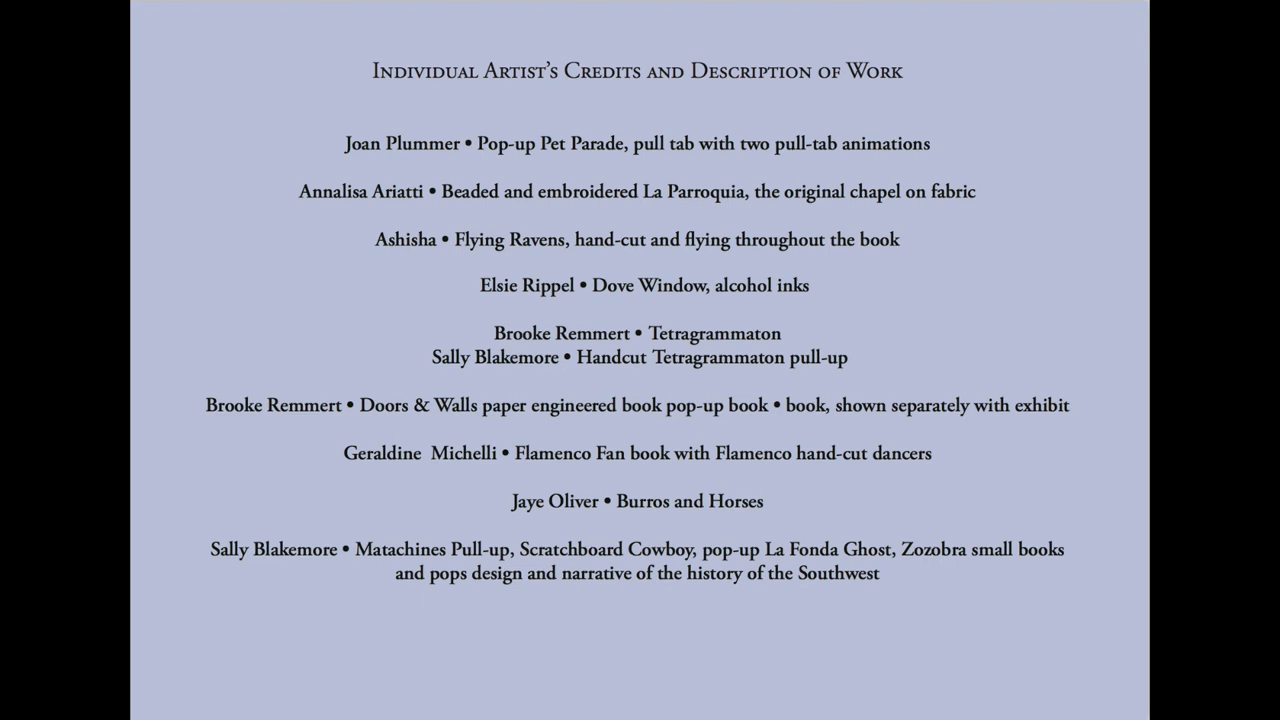 Individual Artist's Credits and Description of Work
Joan Plummer • Pop-up Pet Parade, pull tab with two pull-tab animations
Annalisa Ariatti • Beaded and embroidered La Parroquia, the original chapel on fabric
Ashisha • Flying Ravens, hand-cut and flying throughout the book
Elsie Rippel • Dove Window, alcohol inks
Brooke Remmert • Tetragrammaton
Sally Blakemore • Handcut Tetragrammaton pull-up
Brooke Remmert • Doors & Walls paper engineered book pop-up book • book, shown separately with exhibit
Geraldine  Michelli • Flamenco Fan book with Flamenco hand-cut dancers
Jaye Oliver • Burros and Horses
Sally Blakemore • Matachines Pull-up, Scratchboard Cowboy, pop-up La Fonda Ghost, Zozobra small books
and pops design and narrative of the history of the Southwest